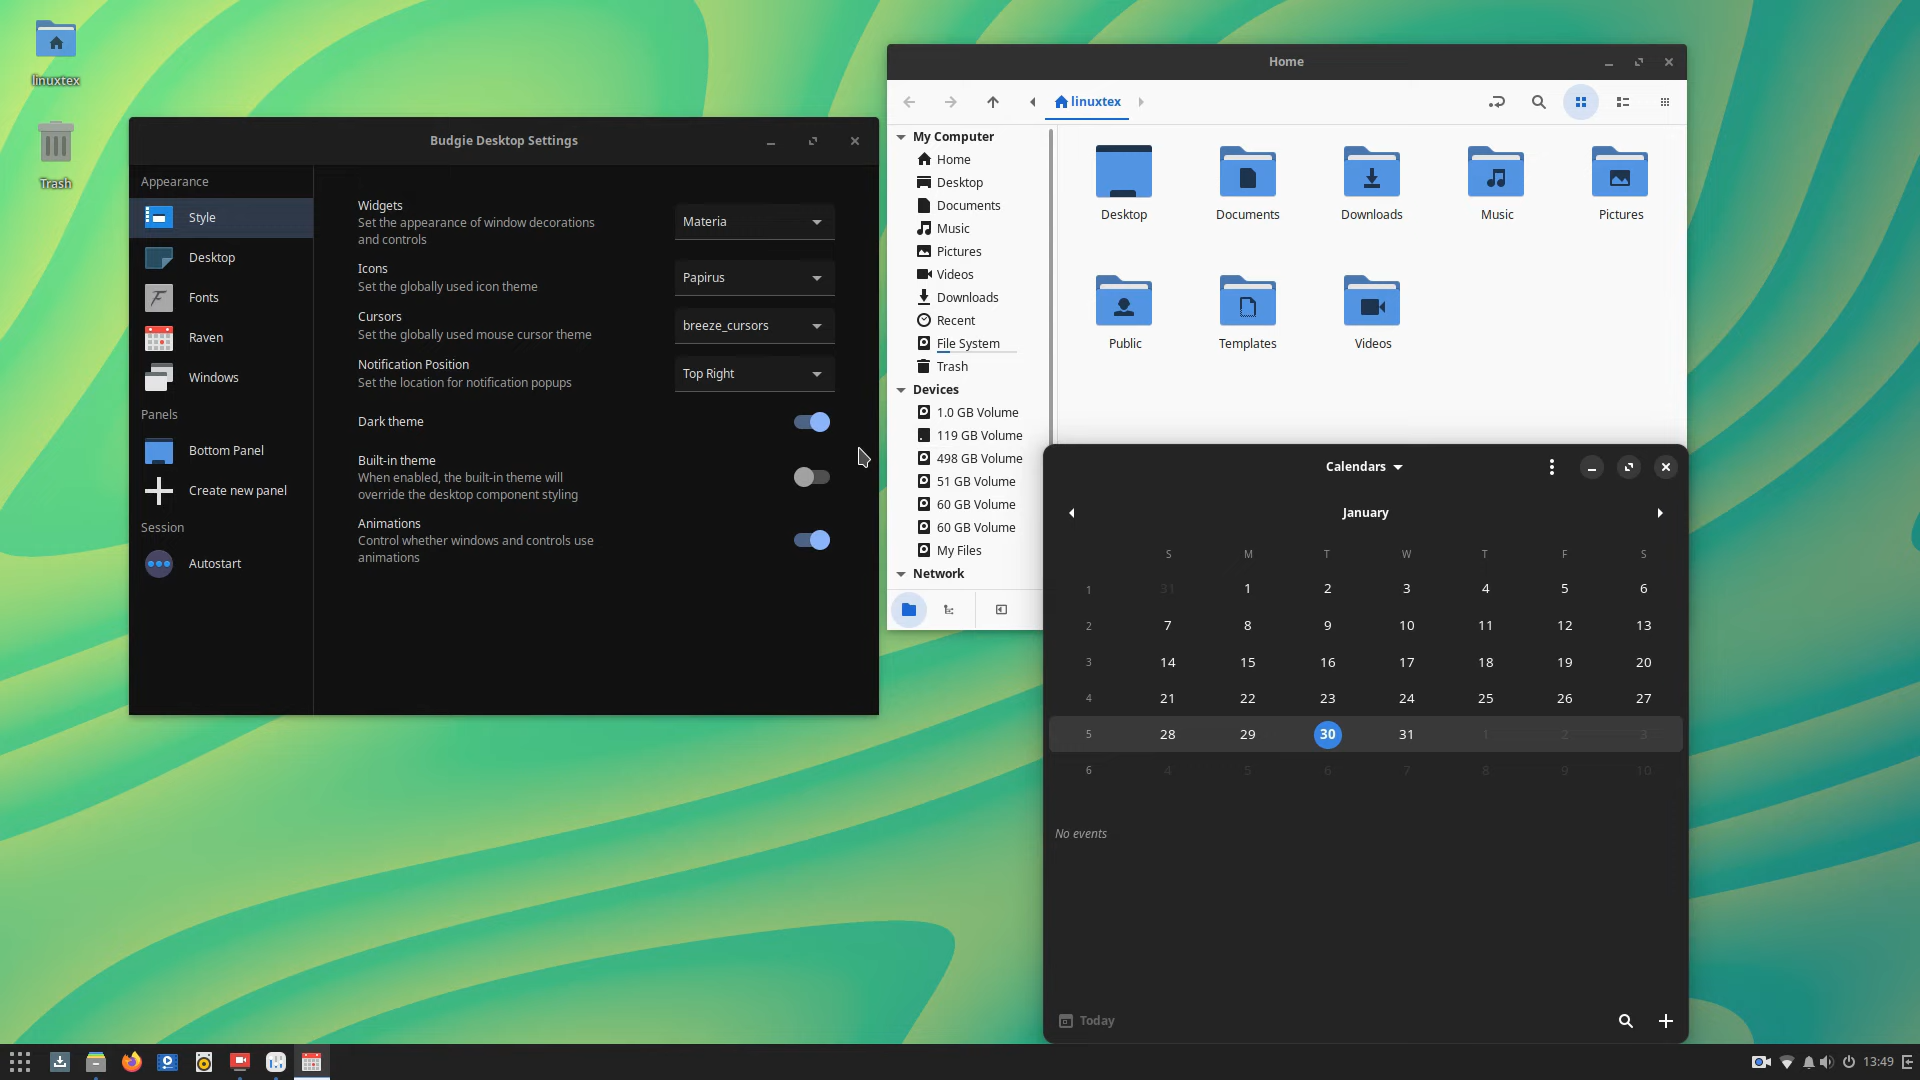 linuxtex
Trash
Budgie Desktop Settings
Appearance
Style
Desktop
Fonts
Raven
Windows
Panels
Bottom Panel
Create new panel
Session
Autostart
Widgets
Set the appearance of window decorations
and controls
Materia
Icons
Set the globally used icon theme
Papirus
Cursors
Set the globally used mouse cursor theme
breeze_cursors
Notification Position
Set the location for notification popups
Top Right
Dark theme
Built-in theme
When enabled, the built-in theme will
override the desktop component styling
Animations
Control whether windows and controls use
animations
Home
linuxtex
My Computer
Home
Desktop
Documents
Music
Pictures
Videos
Downloads
Recent
File System
Trash
Devices
1.0 GB Volume
119 GB Volume
498 GB Volume
51 GB Volume
60 GB Volume
60 GB Volume
My Files
Network
Desktop Documents Downloads Music Pictures
Public Templates Videos
Calendars
January
S M T W T F S
1 31 1 2 3 4 5 6
2 7 8 9 10 11 12 13
3 14 15 16 17 18 19 20
4 21 22 23 24 25 26 27
5 28 29 30 31 1 2 3
6 4 5 6 7 8 9 10
No events
Today
13:49